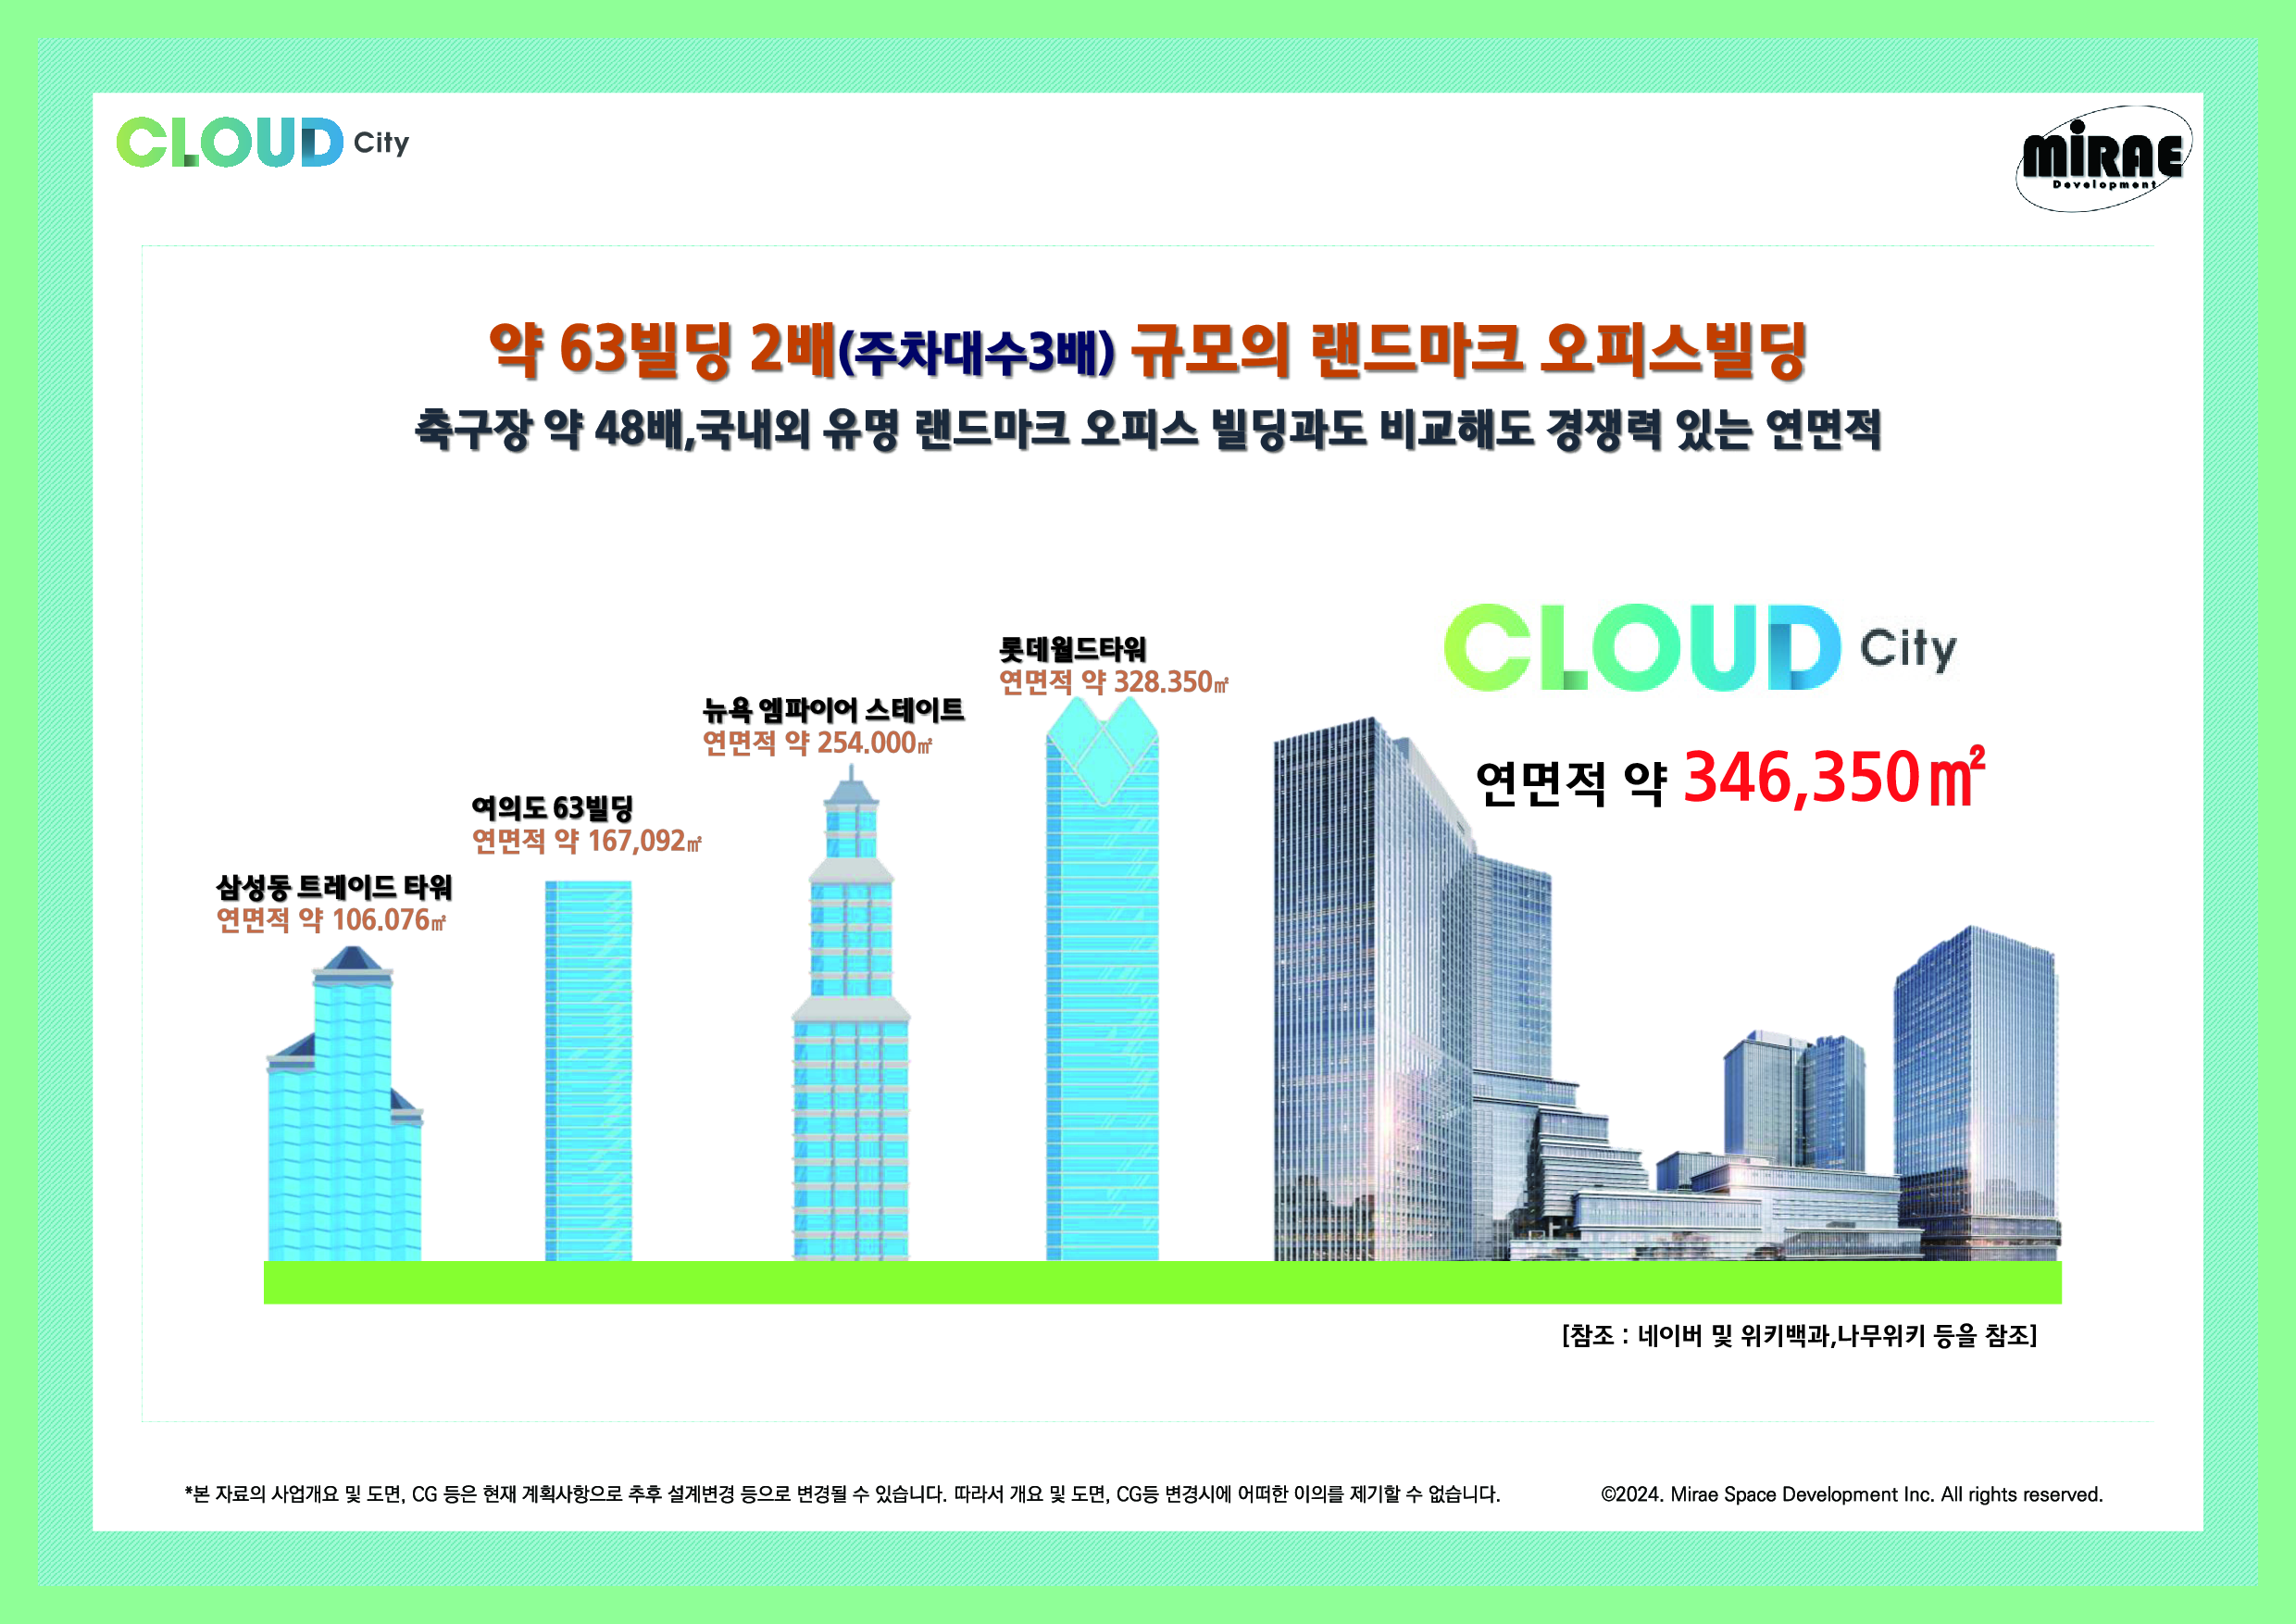 CLOUD City
MiRAE
Development
약 63빌딩 2배(주차대수3배) 규모의 랜드마크 오피스빌딩
축구장 약 48배,국내외 유명 랜드마크 오피스 빌딩과도 비교해도 경쟁력 있는 연면적
삼성동 트레이드 타워
연면적 약 106.076㎡
여의도 63빌딩
연면적 약 167,092㎡
뉴욕 엠파이어 스테이트
연면적 약 254.000㎡
롯데월드타워
연면적 약 328.350㎡
CLOUD City
연면적 약 346,350㎡
[참조 : 네이버 및 위키백과,나무위키 등을 참조]
*본 자료의 사업개요 및 도면, CG 등은 현재 계획사항으로 추후 설계변경 등으로 변경될 수 있습니다. 따라서 개요 및 도면, CG등 변경시에 어떠한 이의를 제기할 수 없습니다.
©2024. Mirae Space Development Inc. All rights reserved.